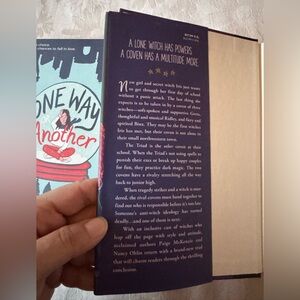 ONE WAY
Another
A LONE WITCH HAS POWERS.
A COVEN HAS A MULTITUDE MORE.
New girl and secret witch Iris just wants
to get through her first day of school
without a panic attack. The last thing she
expects is to be taken in by a coven of three
witches—soft-spoken and supportive Greta,
thoughtful and musical Ridley, and fiery and
spirited Binx. They may be the first witches
Iris has met, but their coven is not alone in
their small northwestern town.
The Triad is the other coven at their
school. When the Triad's not using spells to
punish their exes or break up happy couples
for fun, they practice dark magic. The two
covens have a rivalry stretching all the way
back to junior high.
When tragedy strikes and a witch is mur-
dered, the rival covens must band together to
find out who is responsible before it's too late.
Someone's anti-witch ideology has turned
deadly...and one of them is next.
With an inclusive cast of witches who
leap off the page with style and attitude,
acclaimed authors Paige McKenzie and
Nancy Ohlin return with a brand-new read
that will charm readers through the thrilling
conclusion.